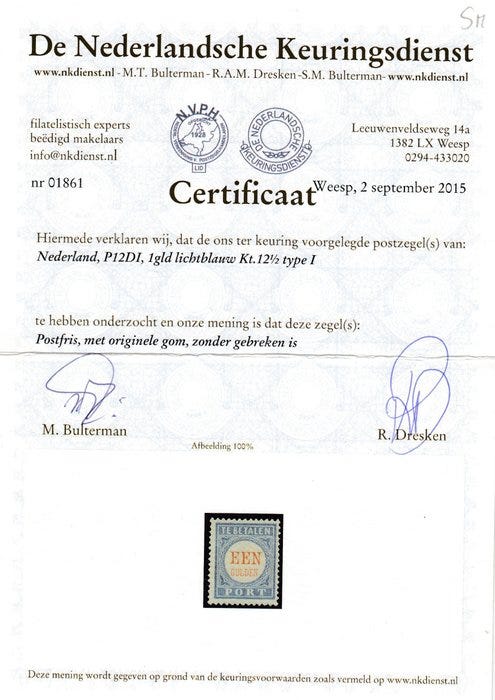 SM
De Nederlandsche Keuringsdienst
www.nkdienst.nl - M.T. Bulterman - R.A.M. Dresken - S.M. Bulterman - www.nkdienst.nl
filatelistisch experts
beëdigd makelaars
info@nkdienst.nl
N.V.P.H.
1928
LID
DE NEDERLANDSCHE KEURINGSDIENST
Leeuwenveldseweg 14a
1382 LX Weesp
0294-433020
nr 01861
Certificaat
Weesp, 2 september 2015
Hiermede verklaren wij, dat de ons ter keuring voorgelegde postzegel(s) van:
Nederland, P12DI, 1gld lichtblauw Kt.12½ type I
te hebben onderzocht en onze mening is dat deze zegel(s):
Postfris, met originele gom, zonder gebreken is
M. Bulterman
R. Dresken
Afbeelding 100%
TE BETALEN
EEN
GULDEN
PORT
Deze mening wordt gegeven op grond van de keuringsvoorwaarden zoals vermeld op www.nkdienst.nl